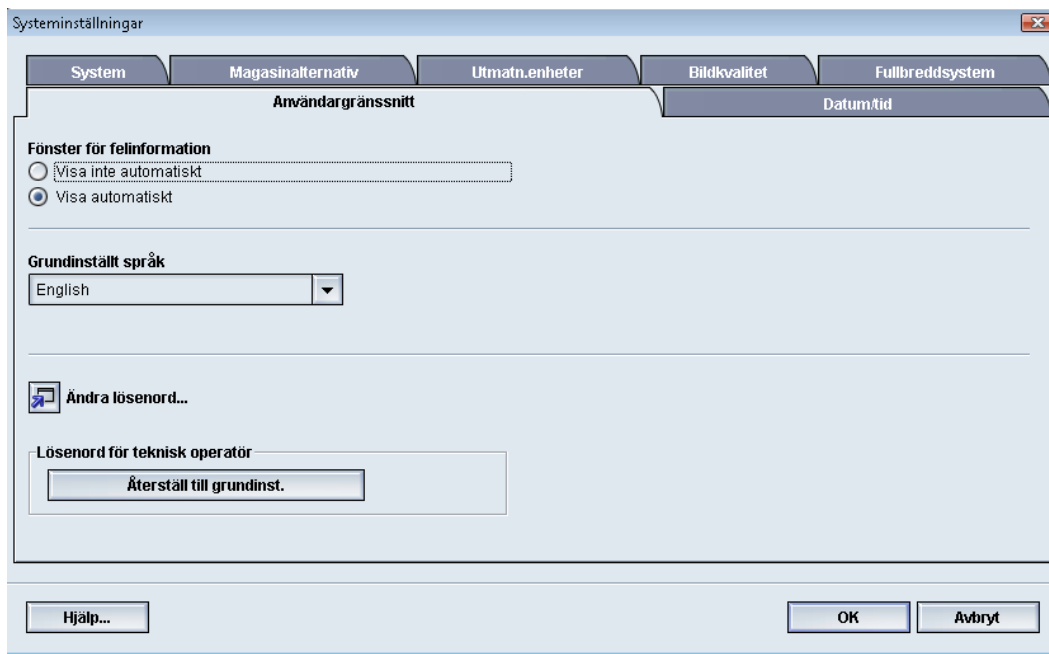 Systeminställningar
System
Magasinalternativ
Utmatn.enheter
Bildkvalitet
Fullbreddsystem
Användargränssnitt
Datum/tid
Fönster för felinformation
Visa inte automatiskt
Visa automatiskt
Grundinställt språk
English
Ändra lösenord...
Lösenord för teknisk operatör
Återställ till grundinst.
Hjälp...
OK
Avbryt